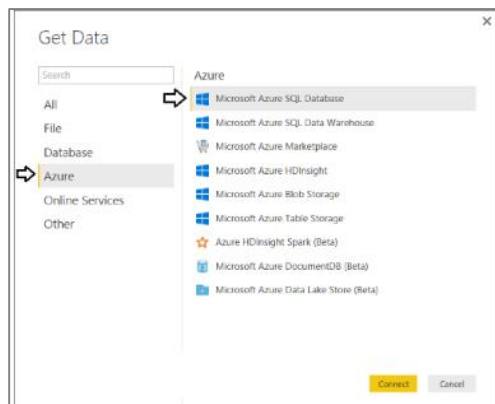 Get Data
Search
All
File
Database
Azure
Online Services
Other
Azure
Microsoft Azure SQL Database
Microsoft Azure SQL Data Warehouse
Microsoft Azure Marketplace
Microsoft Azure HDInsight
Microsoft Azure Blob Storage
Microsoft Azure Table Storage
Azure HDInsight Spark (Beta)
Microsoft Azure DocumentDB (Beta)
Microsoft Azure Data Lake Store (Beta)
Connect
Cancel